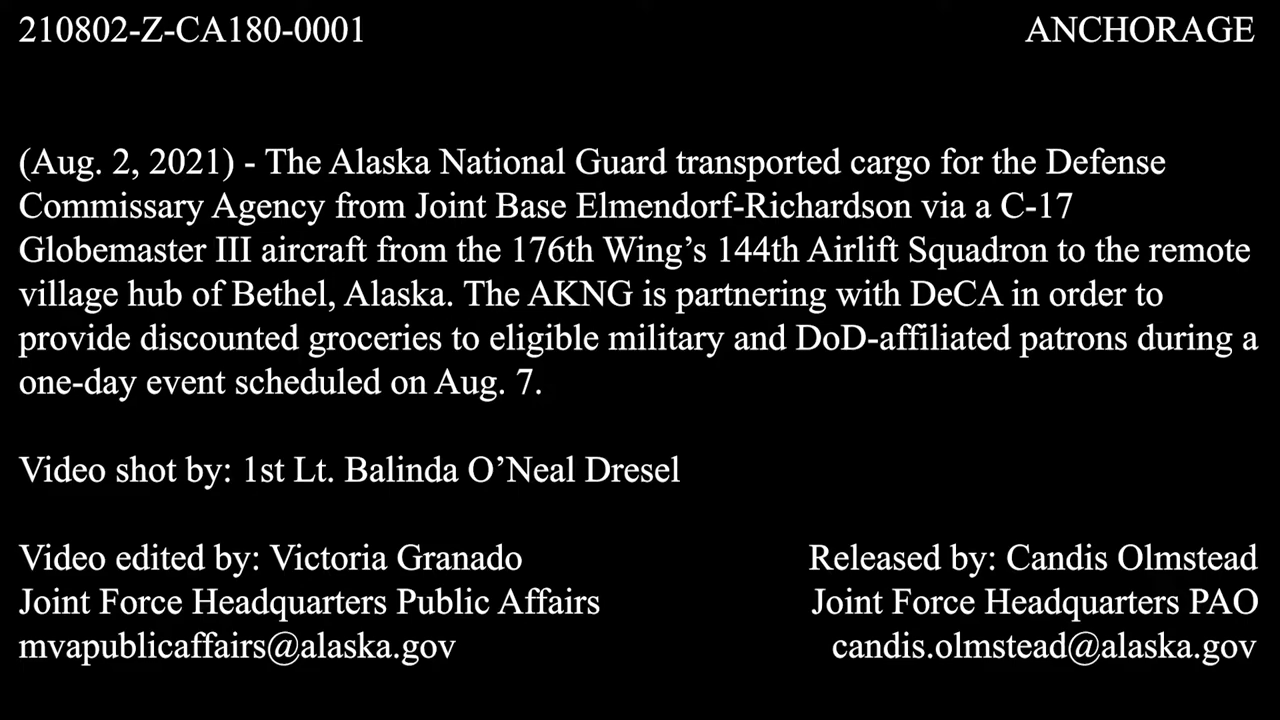 210802-Z-CA180-0001 ANCHORAGE
(Aug. 2, 2021) - The Alaska National Guard transported cargo for the Defense
Commissary Agency from Joint Base Elmendorf-Richardson via a C-17
Globemaster III aircraft from the 176th Wing’s 144th Airlift Squadron to the remote
village hub of Bethel, Alaska. The AKNG is partnering with DeCA in order to
provide discounted groceries to eligible military and DoD-affiliated patrons during a
one-day event scheduled on Aug. 7.
Video shot by: 1st Lt. Balinda O’Neal Dresel
Video edited by: Victoria Granado
Joint Force Headquarters Public Affairs
mvapublicaffairs@alaska.gov
Released by: Candis Olmstead
Joint Force Headquarters PAO
candis.olmstead@alaska.gov